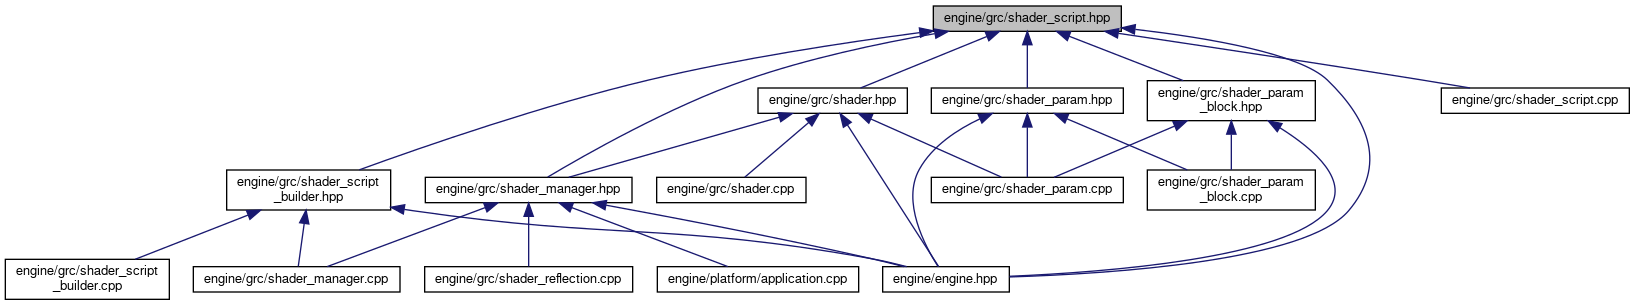 engine/grc/shader_script.hpp
engine/grc/shader.hpp
engine/grc/shader_param.hpp
engine/grc/shader_param
_block.hpp
engine/grc/shader_script.cpp
engine/grc/shader_script
_builder.hpp
engine/grc/shader_manager.hpp
engine/grc/shader.cpp
engine/grc/shader_param.cpp
engine/grc/shader_param
_block.cpp
engine/grc/shader_script
_builder.cpp
engine/grc/shader_manager.cpp
engine/grc/shader_reflection.cpp
engine/platform/application.cpp
engine/engine.hpp